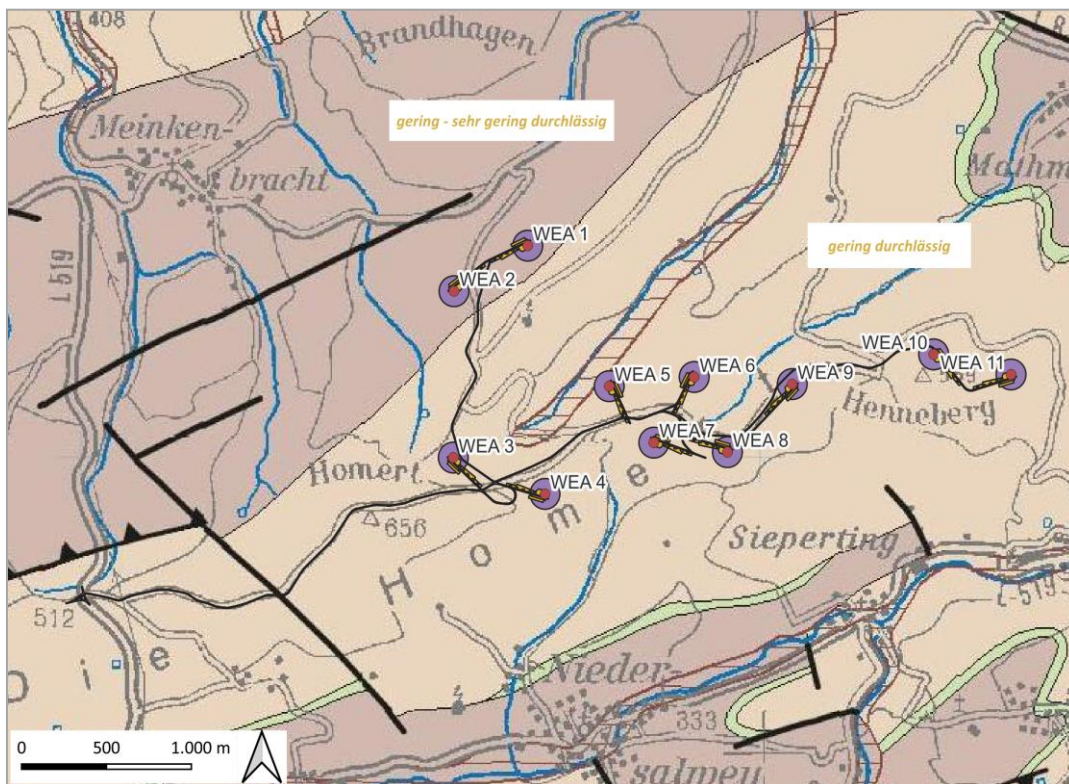 408
Brandhagen
gering - sehr gering durchlässig
Meinken-
bracht
Mathm
WEA 1
gering durchlässig
L 519
WEA 2
WEA 10
WEA 11
WEA 5
WEA 6
WEA 9
Henneberg
WEA 7
WEA 8
WEA 3
Homert
WEA 4
e
m
656
o
Sieperting
H
L-519
512
e
i
D
Nieder-
333
salmey
0 500 1.000 m